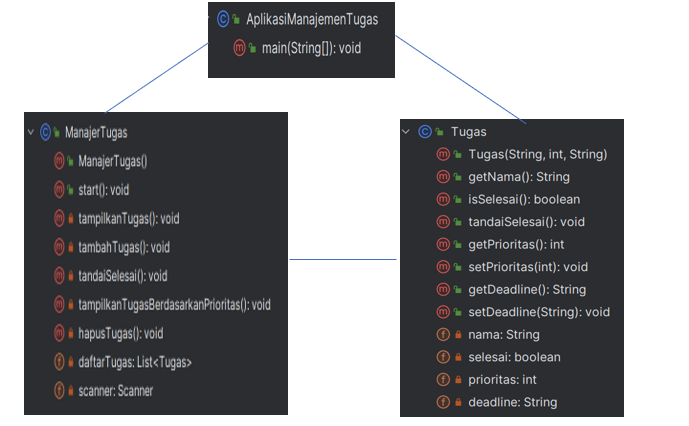 AplikasiManajemenTugas
main(String[]): void
ManajerTugas
ManajerTugas()
start(): void
tampilkanTugas(): void
tambahTugas(): void
tandaiSelesai(): void
tampilkanTugasBerdasarkanPrioritas(): void
hapusTugas(): void
daftarTugas: List<Tugas>
scanner: Scanner
Tugas
Tugas(String, int, String)
getNama(): String
isSelesai(): boolean
tandaiSelesai(): void
getPrioritas(): int
setPrioritas(int): void
getDeadline(): String
setDeadline(String): void
nama: String
selesai: boolean
prioritas: int
deadline: String